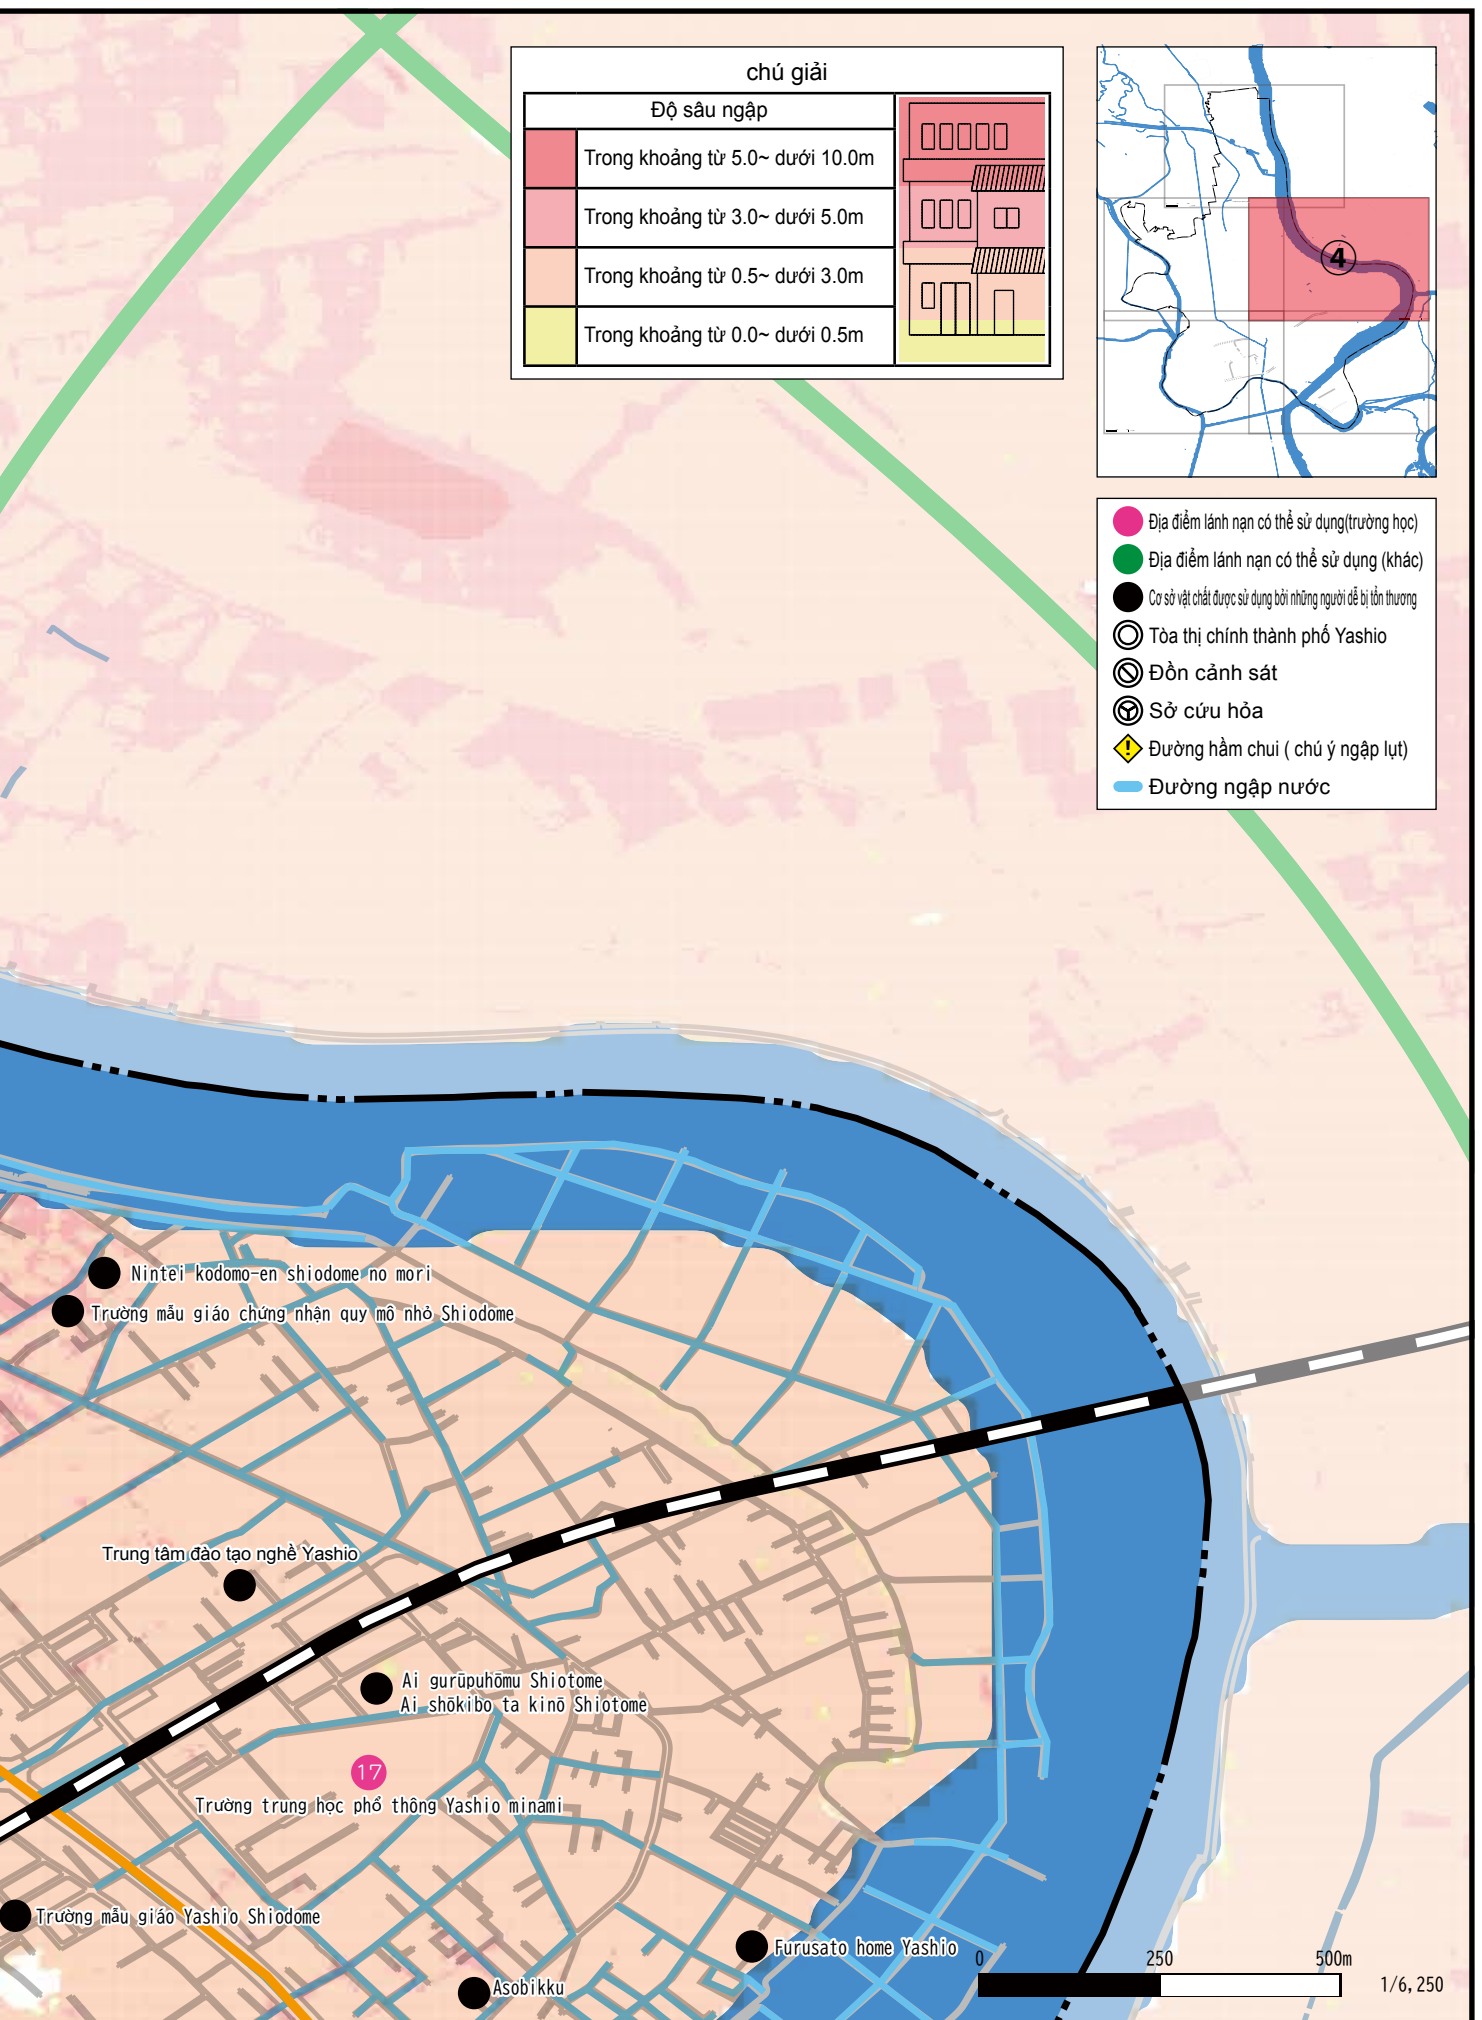 chú giải
Độ sâu ngập
Trong khoảng từ 5.0~ dưới 10.0m
Trong khoảng từ 3.0~ dưới 5.0m
Trong khoảng từ 0.5~ dưới 3.0m
Trong khoảng từ 0.0~ dưới 0.5m
4
Địa điểm lánh nạn có thể sử dụng(trường học)
Địa điểm lánh nạn có thể sử dụng (khác)
Cơ sở vật chất được sử dụng bởi những người dễ bị tổn thương
Tòa thị chính thành phố Yashio
Đồn cảnh sát
Sở cứu hỏa
Đường hầm chui ( chú ý ngập lụt)
Đường ngập nước
Nintei kodomo-en shiodome no mori
Trường mẫu giáo chứng nhận quy mô nhỏ Shiodome
Trung tâm đào tạo nghề Yashio
Ai gurūpuhōmu Shiotome
Ai shōkibo ta kinō Shiotome
17
Trường trung học phổ thông Yashio minami
Trường mẫu giáo Yashio Shiodome
Furusato home Yashio
Asobikku
0 250 500m
1/6,250